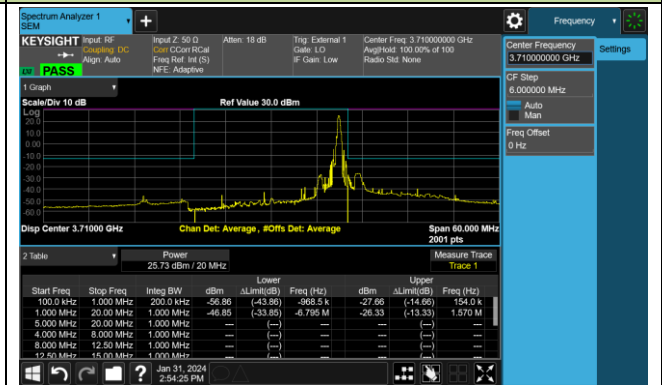 Spectrum Analyzer 1
SEM
Frequency
KEYSIGHT
Input: RF
Coupling: DC
Align: Auto
Input Z: 50 Ω
Corr CCorr RCal
Freq Ref: Int (S)
NFE: Adaptive
Atten: 18 dB
Trig: External 1
Gate: LO
IF Gain: Low
Center Freq: 3.710000000 GHz
Avg|Hold: 100.00% of 100
Radio Std: None
PASS
Center Frequency
3.710000000 GHz
Settings
CF Step
6.000000 MHz
Auto
Man
Freq Offset
0 Hz
1 Graph
Scale/Div 10 dB
Ref Value 30.0 dBm
Log
20.0
10.0
0.00
-10.0
-20.0
-30.0
-40.0
-50.0
-60.0
Disp Center 3.71000 GHz
Chan Det: Average, #Offs Det: Average
Span 60.000 MHz
2001 pts
2 Table
Power
25.73 dBm / 20 MHz
Measure Trace
Trace 1
Lower Upper
Start Freq Stop Freq Integ BW dBm ΔLimit(dB) Freq (Hz) dBm ΔLimit(dB) Freq (Hz)
100.0 kHz 1.000 MHz 200.0 kHz -56.86 (-43.86) -968.5 k -27.66 (-14.66) 154.0 k
1.000 MHz 20.00 MHz 1.000 MHz -46.85 (-33.85) -6.795 M -26.33 (-13.33) 1.570 M
5.000 MHz 20.00 MHz 1.000 MHz --- (---) --- --- (---) ---
4.000 MHz 8.000 MHz 1.000 MHz --- (---) --- --- (---) ---
8.000 MHz 12.50 MHz 1.000 MHz --- (---) --- --- (---) ---
12.50 MHz 15.00 MHz 1.000 MHz --- (---) --- --- (---) ---
?
Jan 31, 2024
2:54:25 PM